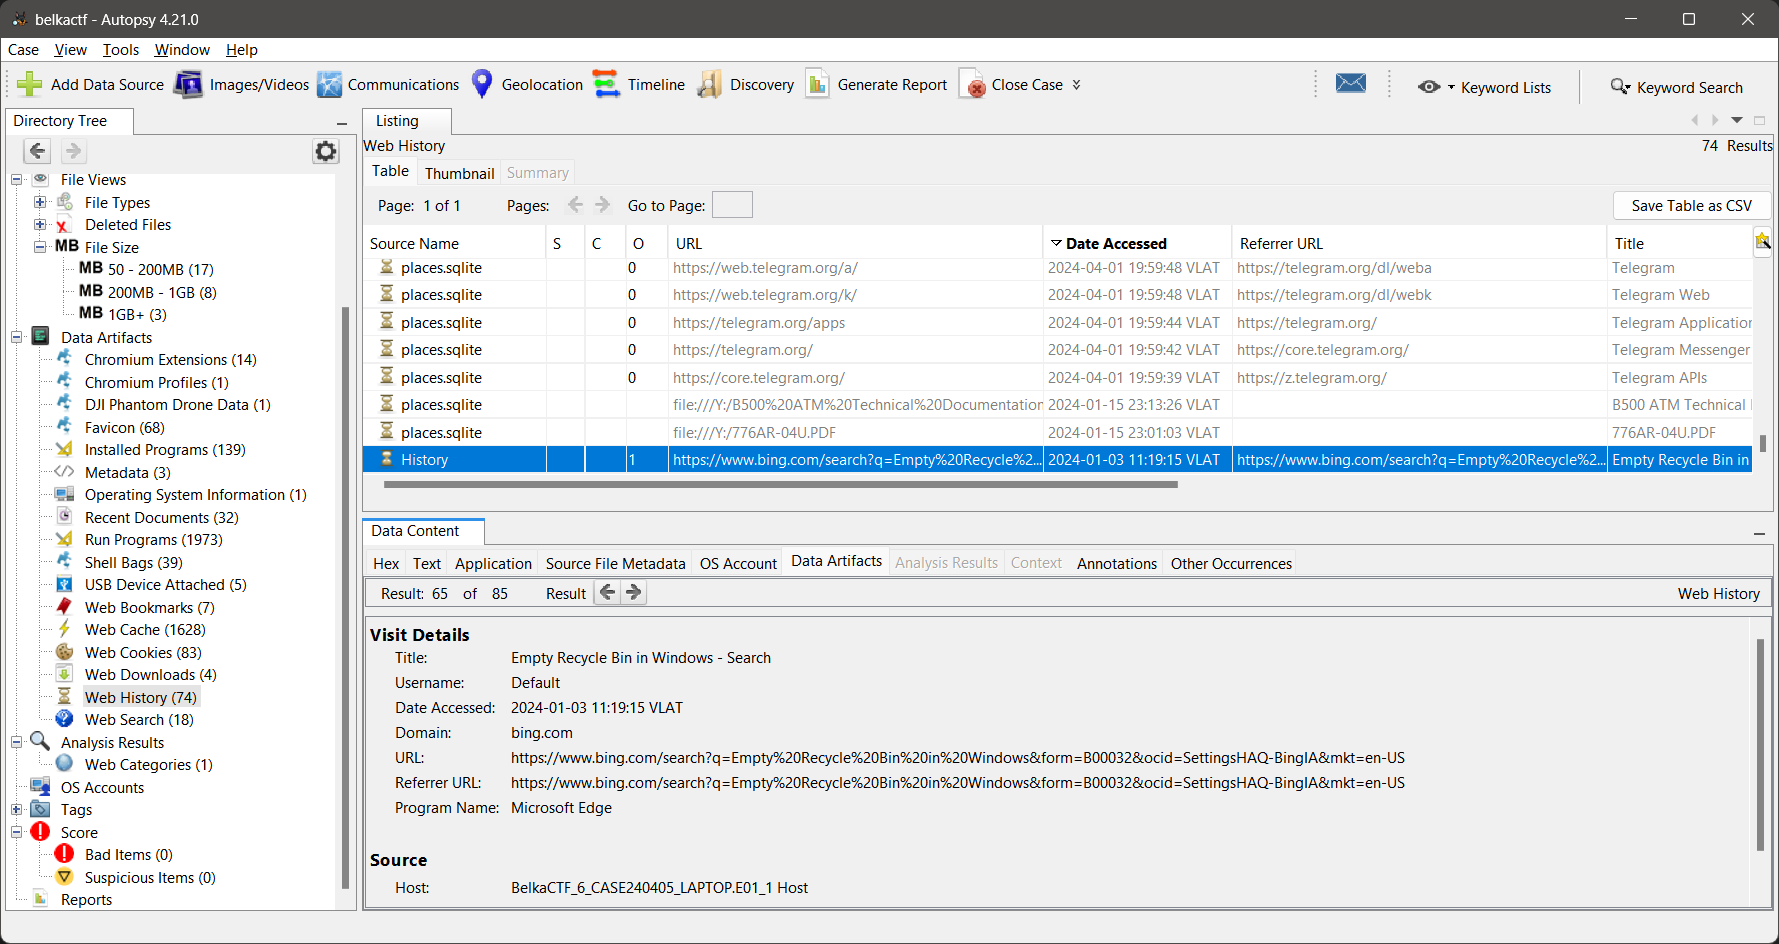 belkactf - Autopsy 4.21.0
Case View Tools Window Help
Add Data Source Images/Videos Communications Geolocation Timeline Discovery Generate Report Close Case Keyword Lists Keyword Search
Directory Tree
File Views
File Types
Deleted Files
MB File Size
MB 50 - 200MB (17)
MB 200MB - 1GB (8)
MB 1GB+ (3)
Data Artifacts
Chromium Extensions (14)
Chromium Profiles (1)
DJI Phantom Drone Data (1)
Favicon (68)
Installed Programs (139)
Metadata (3)
Operating System Information (1)
Recent Documents (32)
Run Programs (1973)
Shell Bags (39)
USB Device Attached (5)
Web Bookmarks (7)
Web Cache (1628)
Web Cookies (83)
Web Downloads (4)
Web History (74)
Web Search (18)
Analysis Results
Web Categories (1)
OS Accounts
Tags
Score
Bad Items (0)
Suspicious Items (0)
Reports
Listing
Web History 74 Results
Table Thumbnail Summary
Page: 1 of 1 Pages: Go to Page: Save Table as CSV
Source Name S C O URL Date Accessed Referrer URL Title
places.sqlite 0 https://web.telegram.org/a/ 2024-04-01 19:59:48 VLAT https://telegram.org/dl/weba Telegram
places.sqlite 0 https://web.telegram.org/k/ 2024-04-01 19:59:48 VLAT https://telegram.org/dl/webk Telegram Web
places.sqlite 0 https://telegram.org/apps 2024-04-01 19:59:44 VLAT https://telegram.org/ Telegram Application
places.sqlite 0 https://telegram.org/ 2024-04-01 19:59:42 VLAT https://core.telegram.org/ Telegram Messenger
places.sqlite 0 https://core.telegram.org/ 2024-04-01 19:59:39 VLAT https://z.telegram.org/ Telegram APIs
places.sqlite file:///Y:/B500%20ATM%20Technical%20Documentation 2024-01-15 23:13:26 VLAT B500 ATM Technical
places.sqlite file:///Y:/776AR-04U.PDF 2024-01-15 23:01:03 VLAT 776AR-04U.PDF
History 1 https://www.bing.com/search?q=Empty%20Recycle%2... 2024-01-03 11:19:15 VLAT https://www.bing.com/search?q=Empty%20Recycle%2... Empty Recycle Bin in
Data Content
Hex Text Application Source File Metadata OS Account Data Artifacts Analysis Results Context Annotations Other Occurrences
Result: 65 of 85 Result Web History
Visit Details
Title: Empty Recycle Bin in Windows - Search
Username: Default
Date Accessed: 2024-01-03 11:19:15 VLAT
Domain: bing.com
URL: https://www.bing.com/search?q=Empty%20Recycle%20Bin%20in%20Windows&form=B00032&ocid=SettingsHAQ-BingIA&mkt=en-US
Referrer URL: https://www.bing.com/search?q=Empty%20Recycle%20Bin%20in%20Windows&form=B00032&ocid=SettingsHAQ-BingIA&mkt=en-US
Program Name: Microsoft Edge
Source
Host: BelkaCTF_6_CASE240405_LAPTOP.E01_1 Host